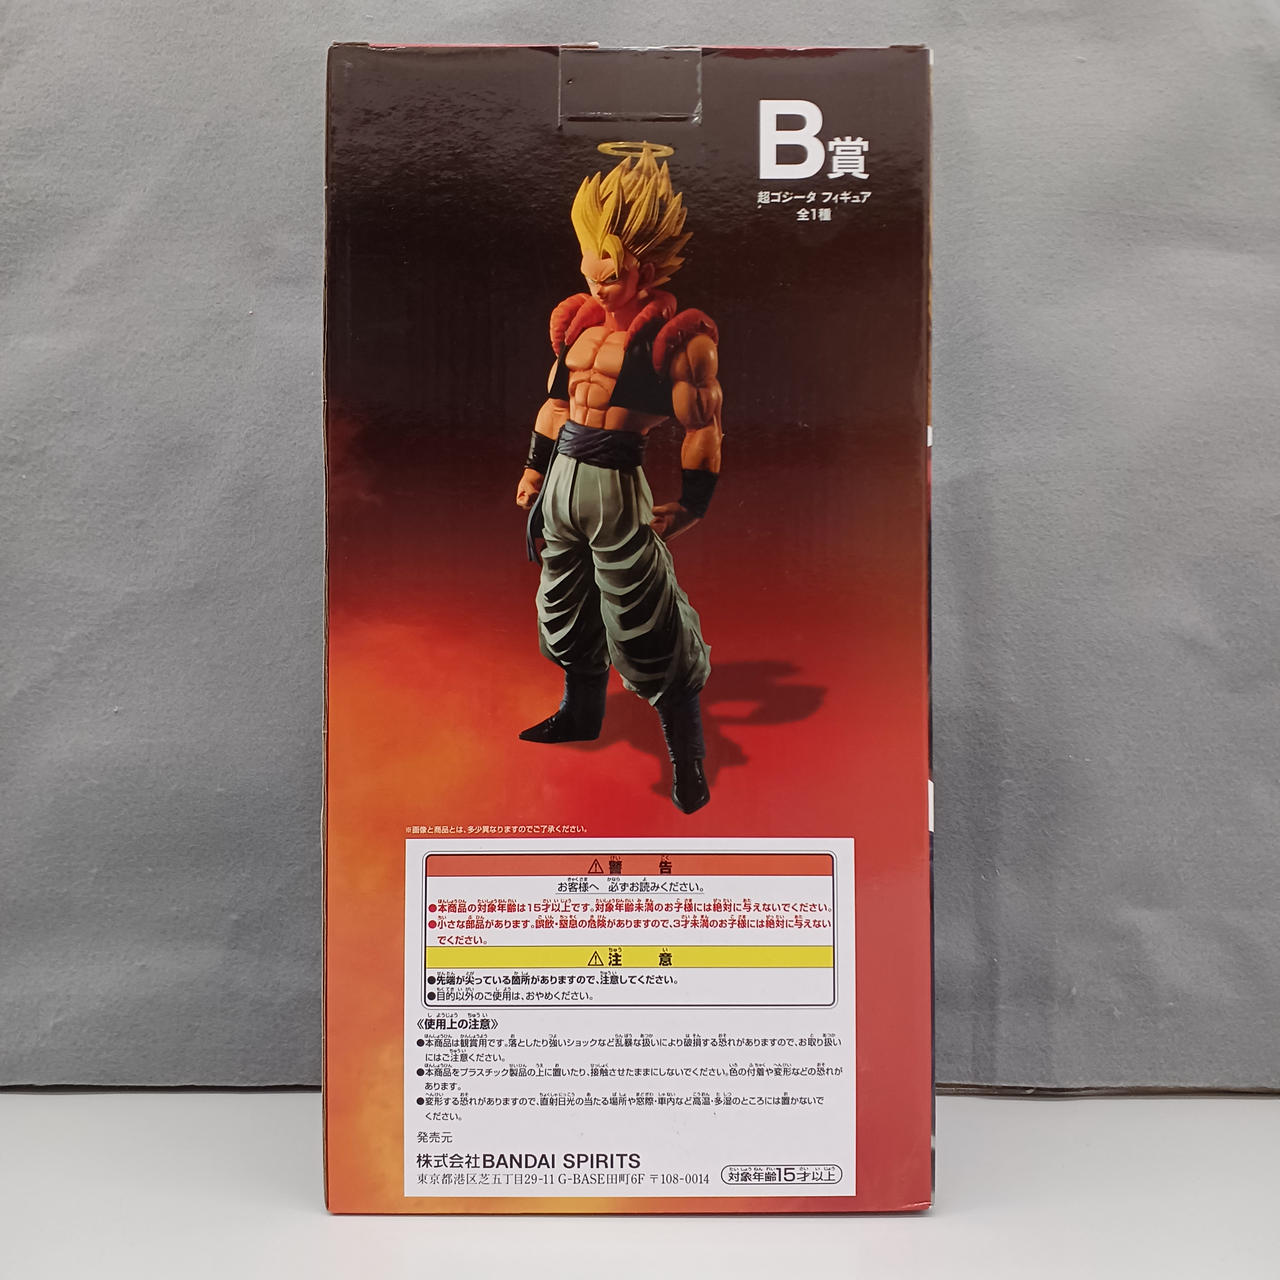 B賞
超ゴジータ フィギュア
全1種
※画像と商品とは、多少異なりますのでご了承ください。
⚠警告
お客様へ 必ずお読みください。
●本商品の対象年齢は15才以上です。対象年齢未満のお子様には絶対に与えないでください。
●小さな部品があります。誤飲・窒息の危険がありますので、3才未満のお子様には絶対に与えない
でください。
⚠注意
●先端が尖っている箇所がありますので、注意してください。
●目的以外のご使用は、おやめください。
《使用上の注意》
●本商品は観賞用です。落としたり強いショックなど乱暴な扱いにより破損する恐れがありますので、お取り扱い
にはご注意ください。
●本商品をプラスチック製品の上に置いたり、接触させたままにしないでください。色の付着や変形などの恐れが
あります。
●変形する恐れがありますので、直射日光の当たる場所や窓際・車内など高温・多湿のところには置かないで
ください。
発売元
株式会社BANDAI SPIRITS
東京都港区芝五丁目29-11 G-BASE田町6F 〒108-0014
対象年齢15才以上